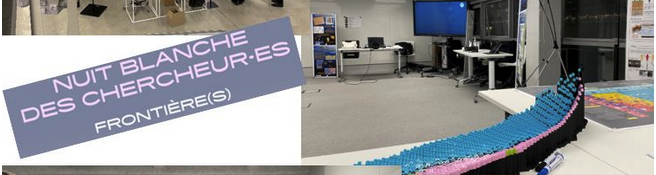 NUIT BLANCHE
DES CHERCHEUR·ES
FRONTIÈRE(S)